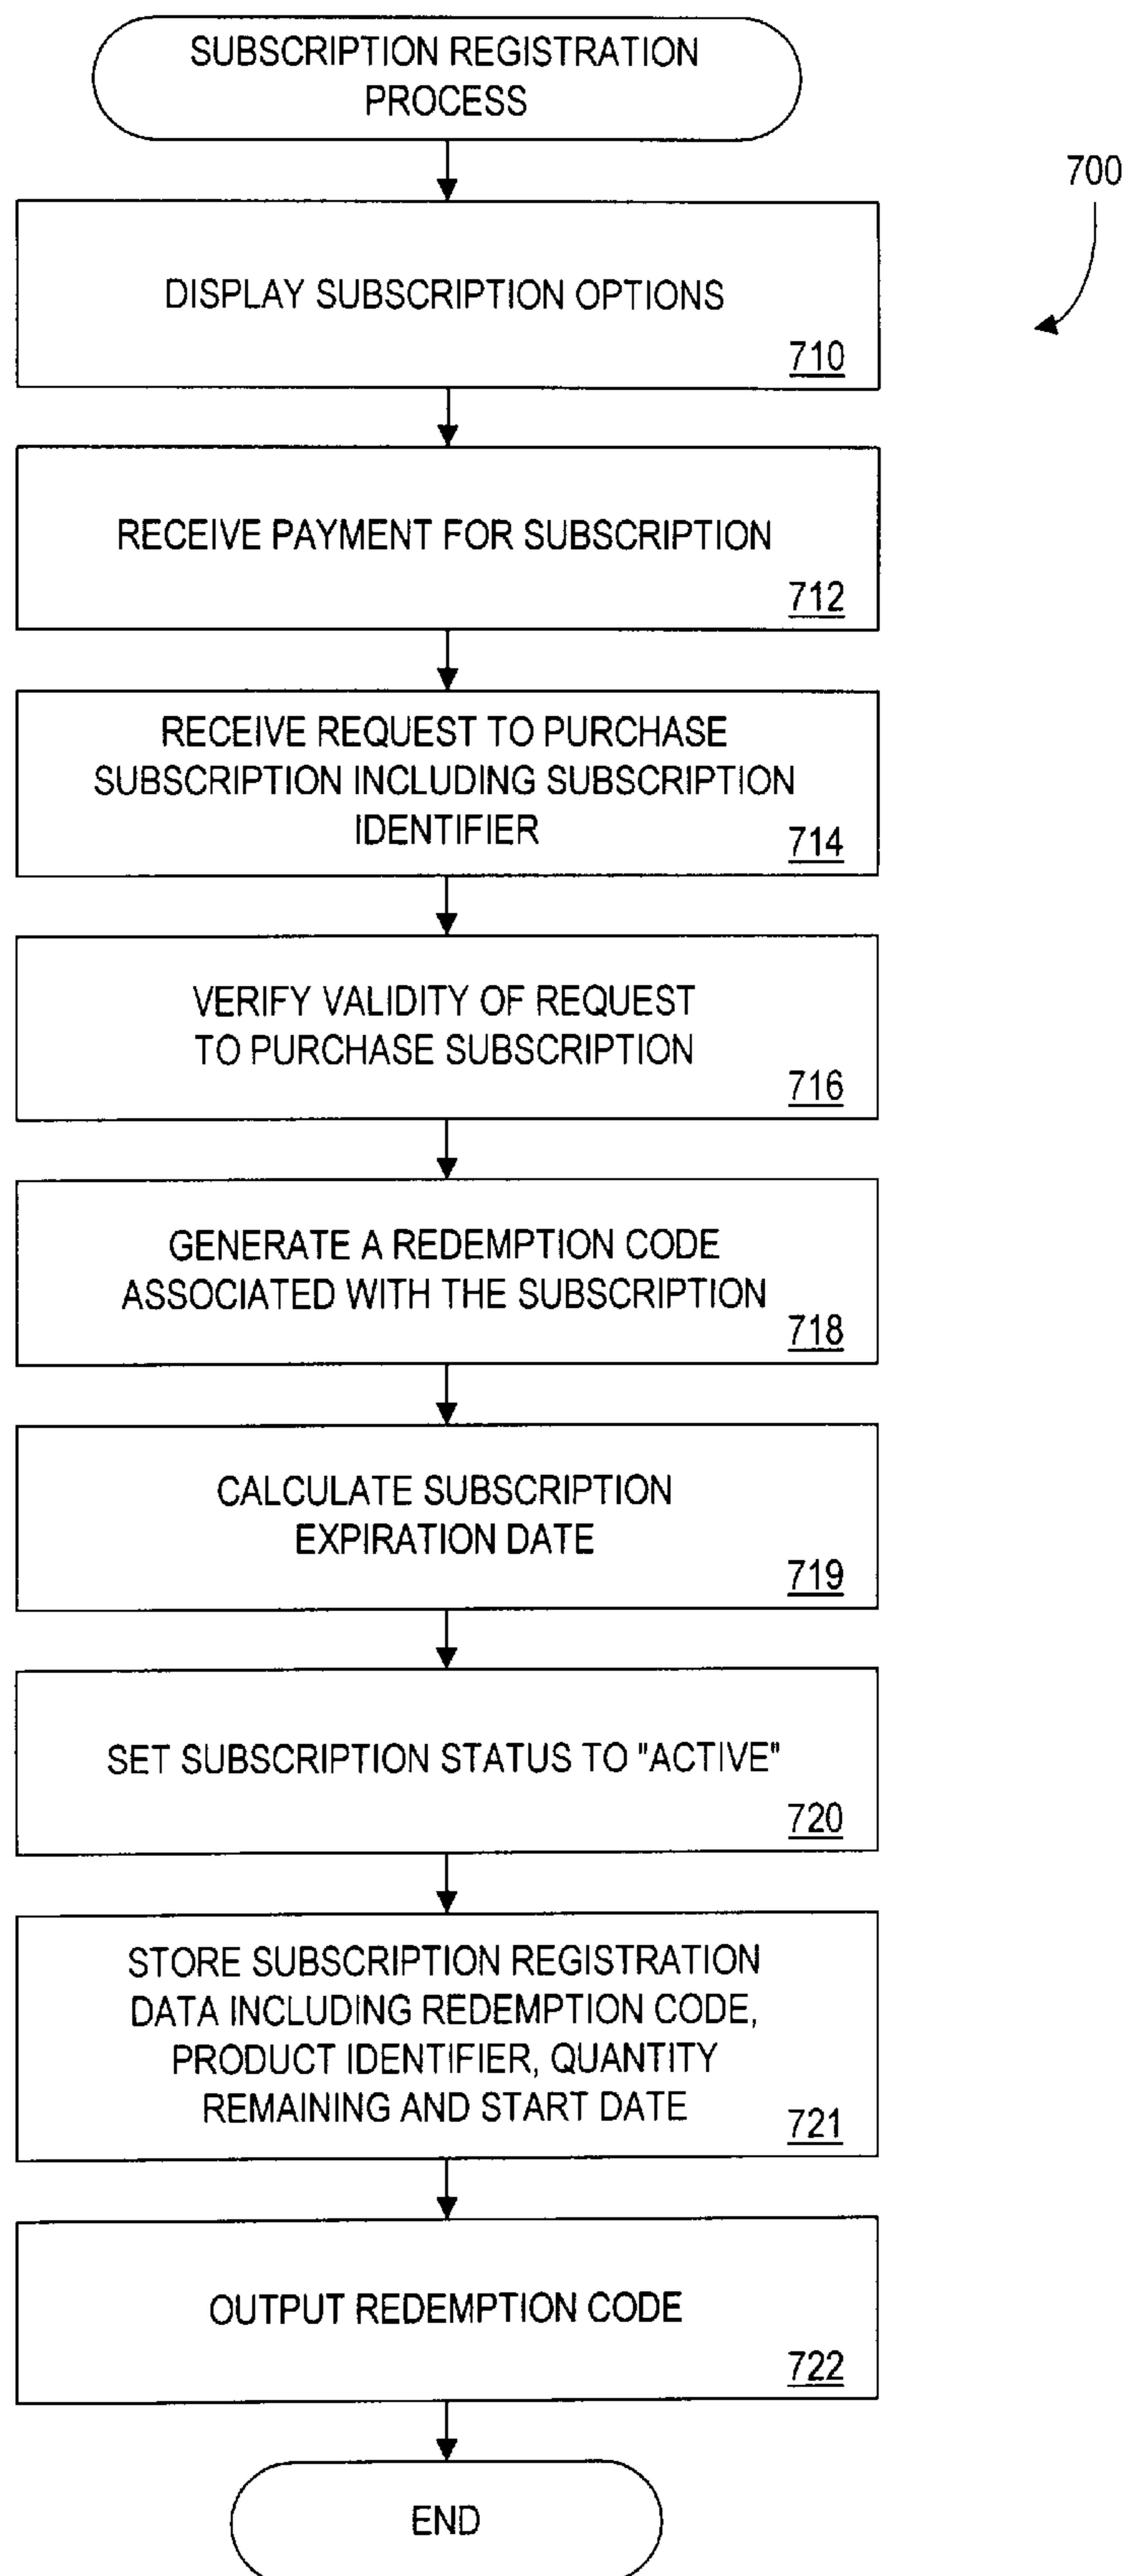 SUBSCRIPTION REGISTRATION
PROCESS
700
DISPLAY SUBSCRIPTION OPTIONS
710
RECEIVE PAYMENT FOR SUBSCRIPTION
712
RECEIVE REQUEST TO PURCHASE
SUBSCRIPTION INCLUDING SUBSCRIPTION
IDENTIFIER
714
VERIFY VALIDITY OF REQUEST
TO PURCHASE SUBSCRIPTION
716
GENERATE A REDEMPTION CODE
ASSOCIATED WITH THE SUBSCRIPTION
718
CALCULATE SUBSCRIPTION
EXPIRATION DATE
719
SET SUBSCRIPTION STATUS TO "ACTIVE"
720
STORE SUBSCRIPTION REGISTRATION
DATA INCLUDING REDEMPTION CODE,
PRODUCT IDENTIFIER, QUANTITY
REMAINING AND START DATE
721
OUTPUT REDEMPTION CODE
722
END